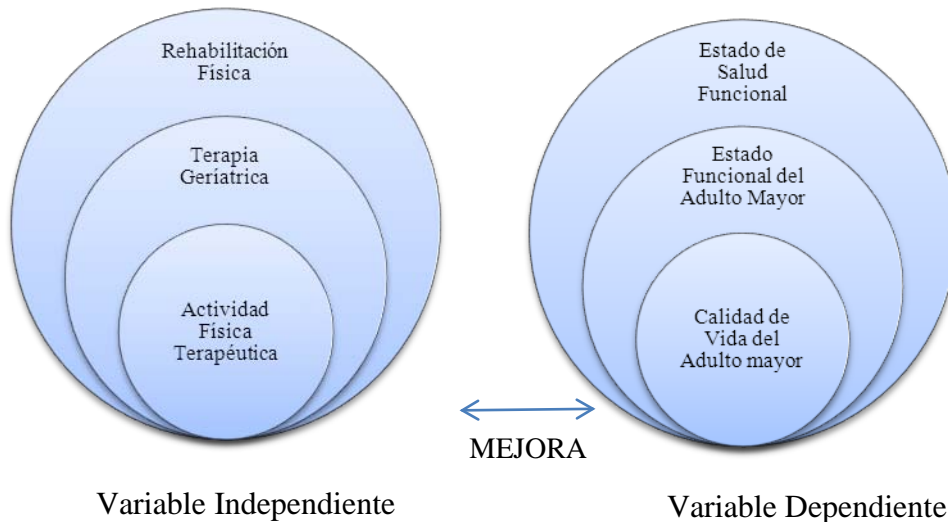 Rehabilitación
Física
Terapia
Geríatrica
Actividad
Física
Terapéutica
Estado de
Salud
Funcional
Estado
Funcional del
Adulto Mayor
Calidad de
Vida del
Adulto mayor
MEJORA
Variable Independiente
Variable Dependiente